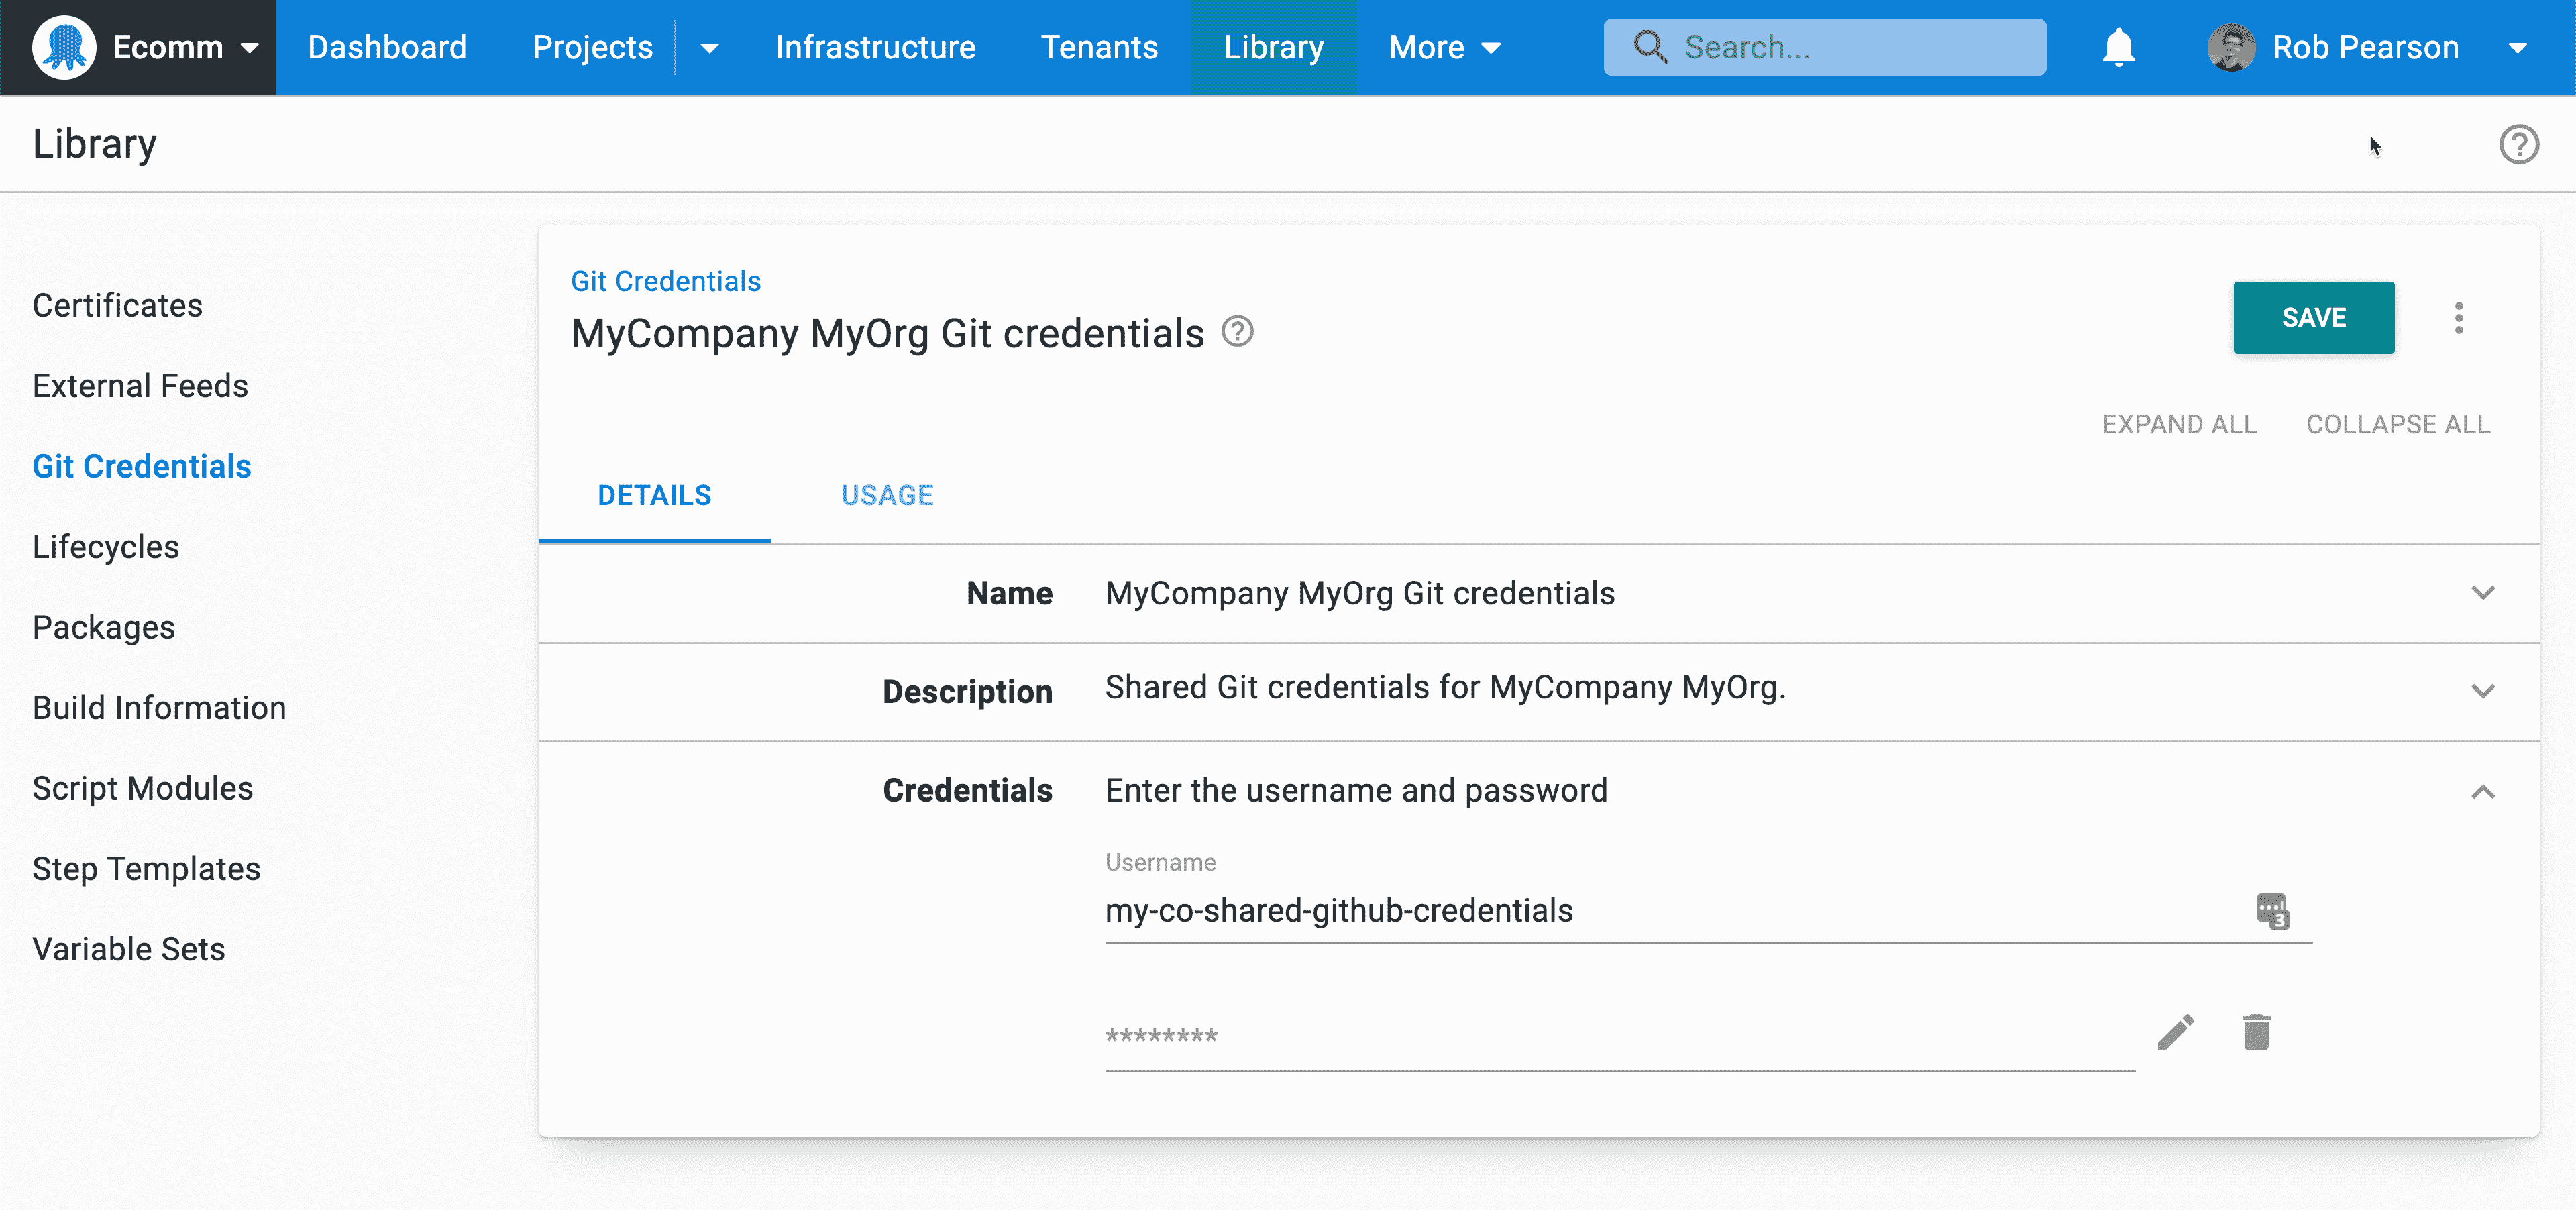 Ecomm
Dashboard
Projects
Infrastructure
Tenants
Library
More
Search...
Rob Pearson
Library
Certificates
External Feeds
Git Credentials
Lifecycles
Packages
Build Information
Script Modules
Step Templates
Variable Sets
Git Credentials
MyCompany MyOrg Git credentials
SAVE
EXPAND ALL
COLLAPSE ALL
DETAILS
USAGE
Name
MyCompany MyOrg Git credentials
Description
Shared Git credentials for MyCompany MyOrg.
Credentials
Enter the username and password
Username
my-co-shared-github-credentials
3
********